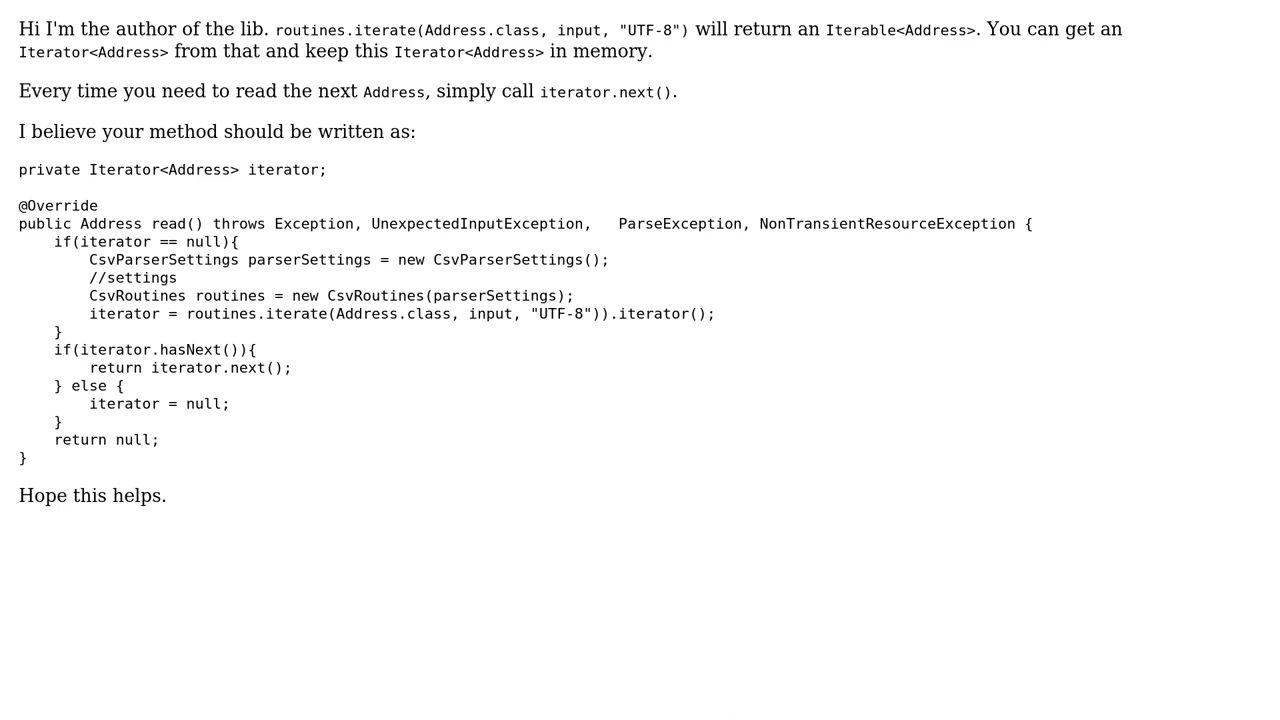 Hi I'm the author of the lib. routines.iterate(Address.class, input, "UTF-8") will return an Iterable<Address>. You can get an
Iterator<Address> from that and keep this Iterator<Address> in memory.
Every time you need to read the next Address, simply call iterator.next().
I believe your method should be written as:
private Iterator<Address> iterator;
@Override
public Address read() throws Exception, UnexpectedInputException,   ParseException, NonTransientResourceException {
    if(iterator == null){
        CsvParserSettings parserSettings = new CsvParserSettings();
        //settings
        CsvRoutines routines = new CsvRoutines(parserSettings);
        iterator = routines.iterate(Address.class, input, "UTF-8")).iterator();
    }
    if(iterator.hasNext()){
        return iterator.next();
    } else {
        iterator = null;
    }
    return null;
}
Hope this helps.